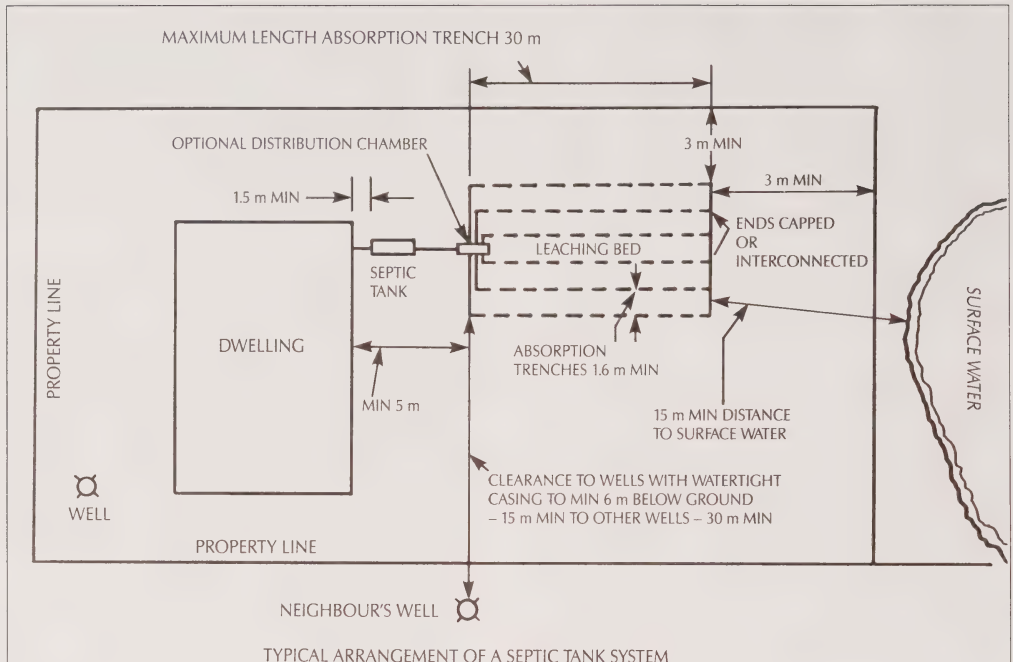 MAXIMUM LENGTH ABSORPTION TRENCH 30 m
OPTIONAL DISTRIBUTION CHAMBER
3 m MIN
1.5 m MIN
3 m MIN
ENDS CAPPED
OR
INTERCONNECTED
LEACHING BED
SEPTIC
TANK
PROPERTY LINE
DWELLING
SURFACE WATER
ABSORPTION
TRENCHES 1.6 m MIN
MIN 5 m
15 m MIN DISTANCE
TO SURFACE WATER
CLEARANCE TO WELLS WITH WATERTIGHT
CASING TO MIN 6 m BELOW GROUND
– 15 m MIN TO OTHER WELLS – 30 m MIN
WELL
PROPERTY LINE
NEIGHBOUR'S WELL
TYPICAL ARRANGEMENT OF A SEPTIC TANK SYSTEM